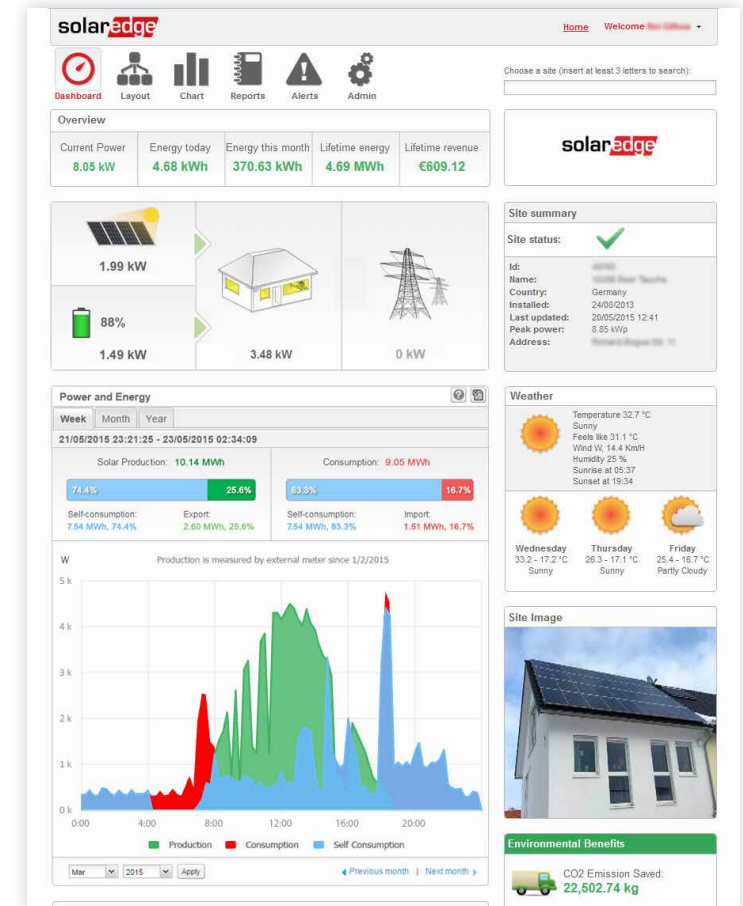 solaredge
Home Welcome
Dashboard Layout Chart Reports Alerts Admin
Choose a site (insert at least 3 letters to search):
Overview
Current Power Energy today Energy this month Lifetime energy Lifetime revenue
8.05 kW 4.68 kWh 370.63 kWh 4.69 MWh €609.12
solaredge
1.99 kW
88%
1.49 kW 3.48 kW 0 kW
Site summary
Site status:
Id:
Name:
Country: Germany
Installed: 24/08/2013
Last updated: 20/05/2015 12:41
Peak power: 8.85 kWp
Address:
Power and Energy
Week Month Year
21/05/2015 23:21:25 - 23/05/2015 02:34:09
Solar Production: 10.14 MWh Consumption: 9.05 MWh
74.4% 25.6% 83.3% 16.7%
Self-consumption: Export: Self-consumption: Import:
7.54 MWh, 74.4% 2.60 MWh, 25.6% 7.54 MWh, 83.3% 1.51 MWh, 16.7%
W Production is measured by external meter since 1/2/2015
5 k
4 k
3 k
2 k
1 k
0 k
0:00 4:00 8:00 12:00 16:00 20:00
Production Consumption Self Consumption
Mar 2015 Apply Previous month | Next month
Weather
Temperature 32.7 °C
Sunny
Feels like 31.1 °C
Wind W, 14.4 Km/H
Humidity 25 %
Sunrise at 05:37
Sunset at 19:34
Wednesday Thursday Friday
33.2 - 17.2 °C 26.3 - 17.1 °C 25.4 - 16.7 °C
Sunny Sunny Partly Cloudy
Site Image
Environmental Benefits
CO2 Emission Saved:
22,502.74 kg